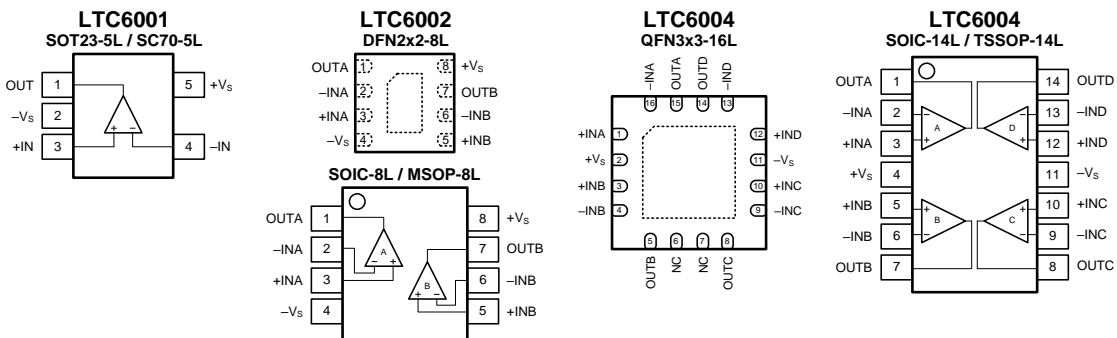 LTC6001
SOT23-5L / SC70-5L
OUT 1
–VS 2
+IN 3
5 +VS
4 –IN
+ –
LTC6002
DFN2x2-8L
OUTA 1
–INA 2
+INA 3
–VS 4
8 +VS
7 OUTB
6 –INB
5 +INB
SOIC-8L / MSOP-8L
OUTA 1
–INA 2
+INA 3
–VS 4
8 +VS
7 OUTB
6 –INB
5 +INB
A
– +
B
+ –
LTC6004
QFN3x3-16L
–INA OUTA OUTD –IND
16 15 14 13
+INA 1
+VS 2
+INB 3
–INB 4
12 +IND
11 –VS
10 +INC
9 –INC
5 6 7 8
OUTB NC NC OUTC
LTC6004
SOIC-14L / TSSOP-14L
OUTA 1
–INA 2
+INA 3
+VS 4
+INB 5
–INB 6
OUTB 7
14 OUTD
13 –IND
12 +IND
11 –VS
10 +INC
9 –INC
8 OUTC
– A + – D +
+ B – + C –